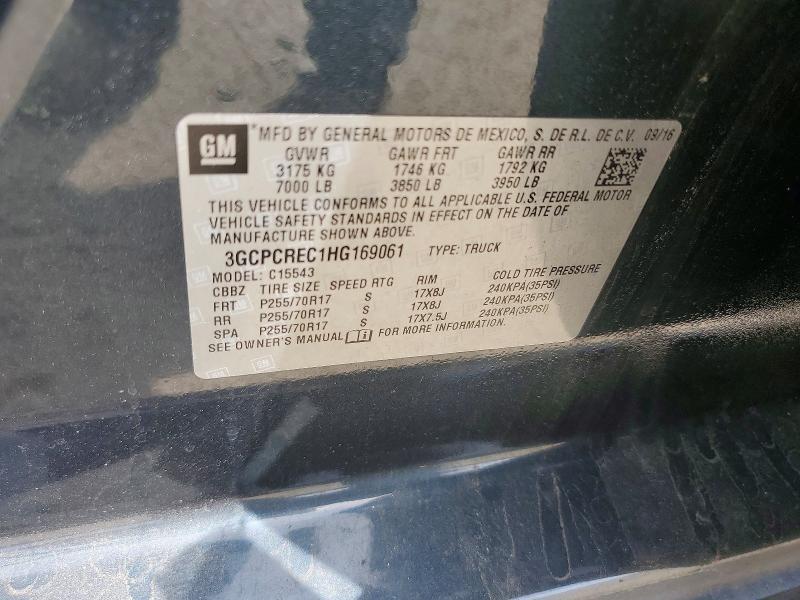 GM MFD BY GENERAL MOTORS DE MEXICO, S. DE R.L. DE C.V. 09/16
GVWR GAWR FRT GAWR RR
3175 KG 1746 KG 1792 KG
7000 LB 3850 LB 3950 LB
THIS VEHICLE CONFORMS TO ALL APPLICABLE U.S. FEDERAL MOTOR
VEHICLE SAFETY STANDARDS IN EFFECT ON THE DATE OF
MANUFACTURE SHOWN ABOVE.
3GCPCREC1HG169061 TYPE: TRUCK
MODEL: C15543
CBBZ TIRE SIZE SPEED RTG RIM COLD TIRE PRESSURE
FRT P255/70R17 S 17X8J 240KPA(35PSI)
RR P255/70R17 S 17X8J 240KPA(35PSI)
SPA P255/70R17 S 17X7.5J 240KPA(35PSI)
SEE OWNER'S MANUAL FOR MORE INFORMATION.